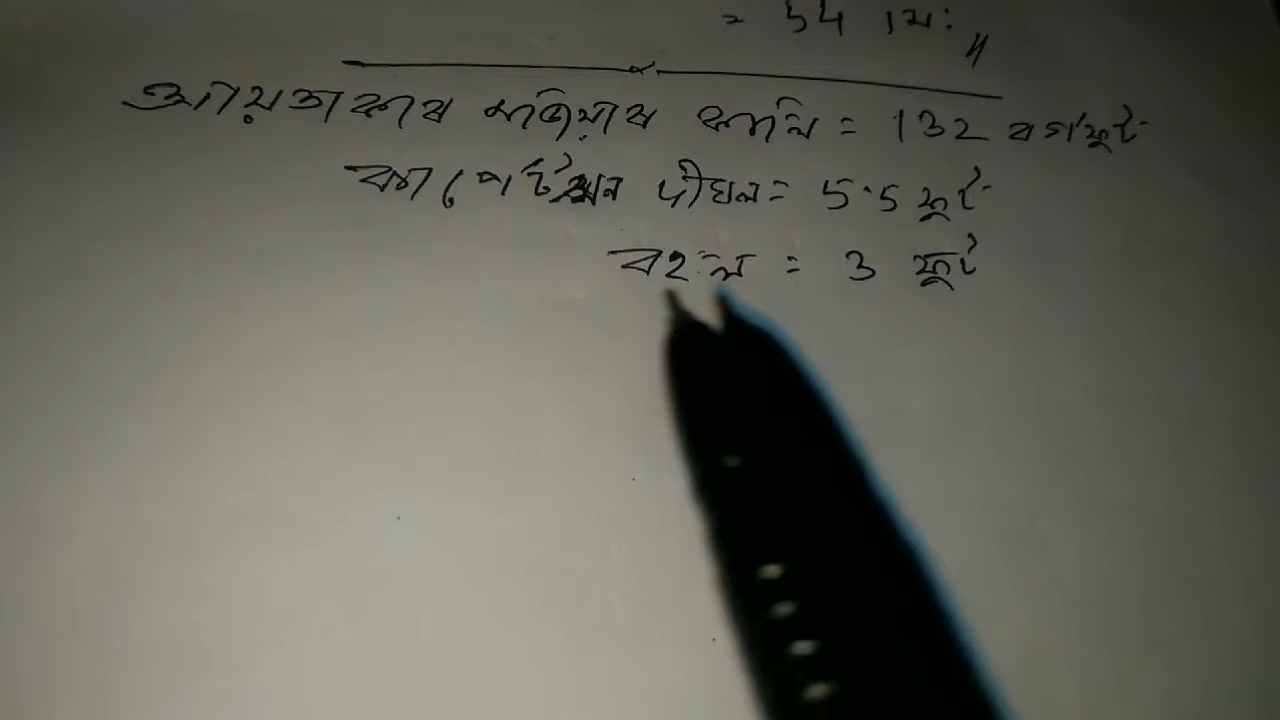 = 54 মি:"
আয়তাকাৰ মজিয়াৰ কালি = 132 বৰ্গফুট
কাৰ্পেটখন দীঘল = 5.5 ফুট
বহল = 3 ফুট